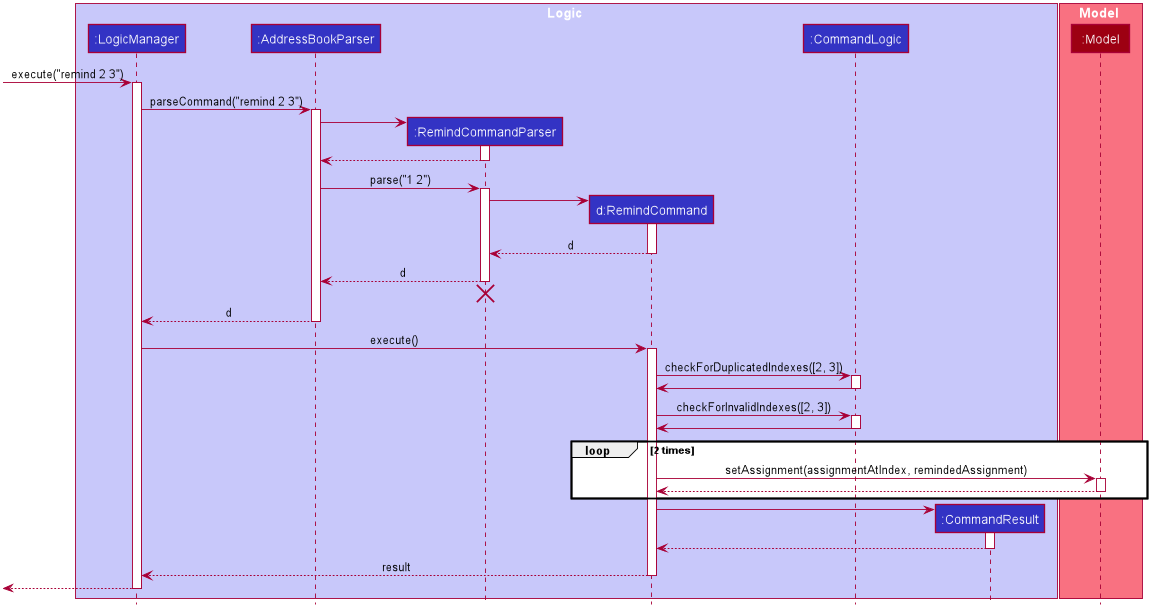 Logic
Model
:LogicManager
:AddressBookParser
:CommandLogic
:Model
execute("remind 2 3")
parseCommand("remind 2 3")
:RemindCommandParser
parse("1 2")
d:RemindCommand
d
d
d
execute()
checkForDuplicatedIndexes([2, 3])
checkForInvalidIndexes([2, 3])
loop
[2 times]
setAssignment(assignmentAtIndex, remindedAssignment)
:CommandResult
result